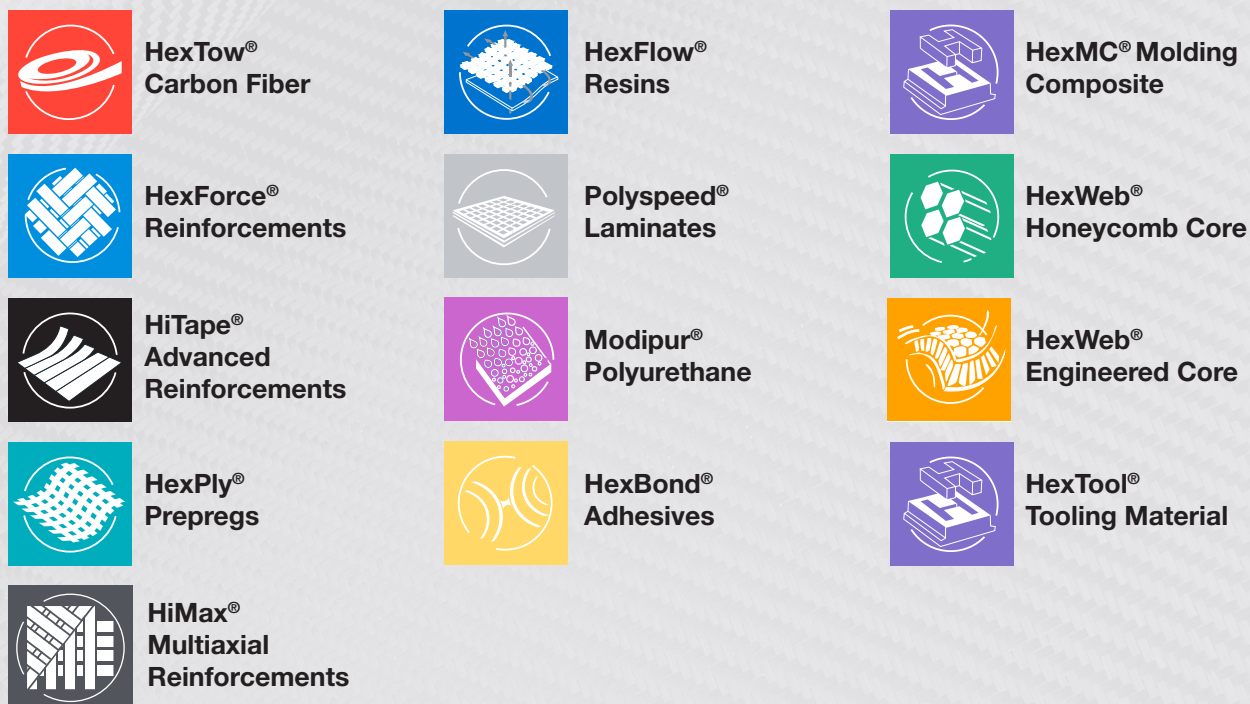 HexTow®
Carbon Fiber
HexForce®
Reinforcements
HiTape®
Advanced
Reinforcements
HexPly®
Prepregs
HiMax®
Multiaxial
Reinforcements
HexFlow®
Resins
Polyspeed®
Laminates
Modipur®
Polyurethane
HexBond®
Adhesives
HexMC® Molding
Composite
HexWeb®
Honeycomb Core
HexWeb®
Engineered Core
HexTool®
Tooling Material